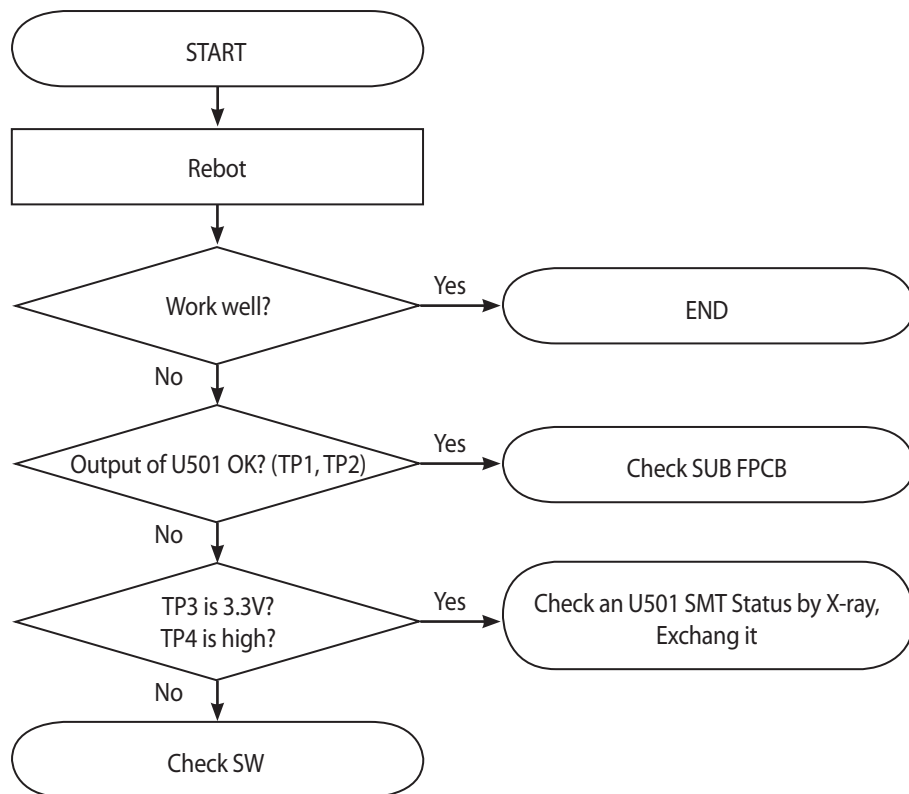 START
Rebot
Work well?
Yes
END
No
Output of U501 OK? (TP1, TP2)
Yes
Check SUB FPCB
No
TP3 is 3.3V?
TP4 is high?
Yes
Check an U501 SMT Status by X-ray,
Exchang it
No
Check SW